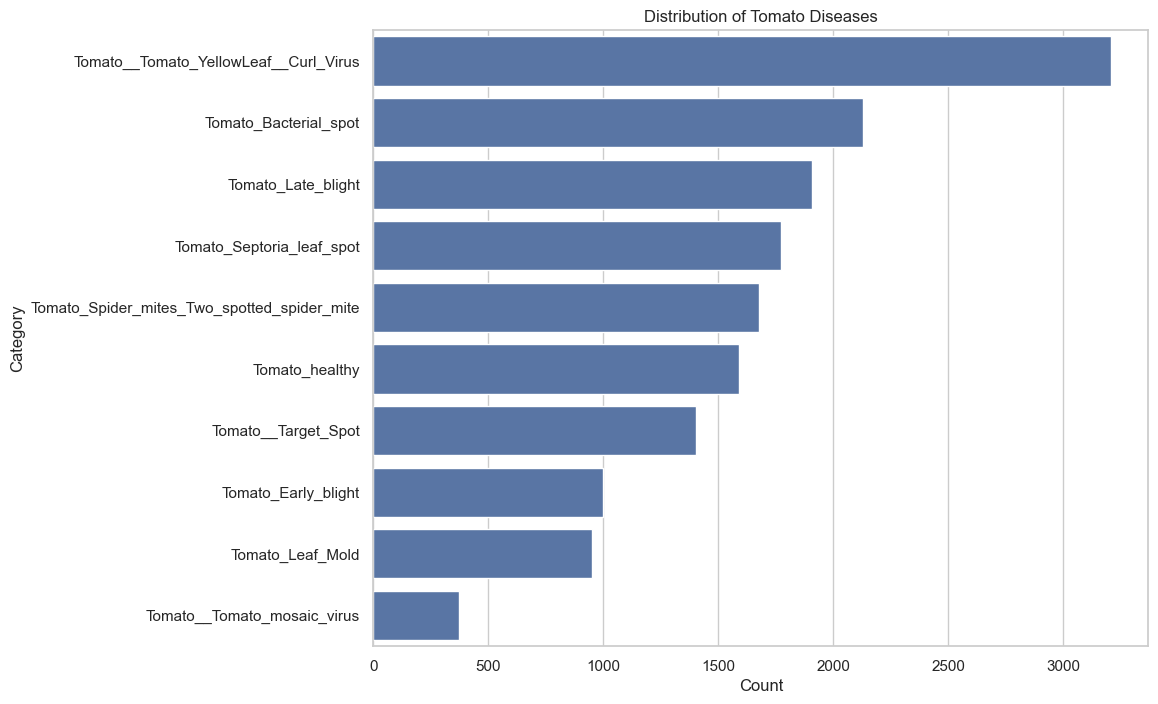 Distribution of Tomato Diseases
Category
Tomato__Tomato_YellowLeaf__Curl_Virus
Tomato_Bacterial_spot
Tomato_Late_blight
Tomato_Septoria_leaf_spot
Tomato_Spider_mites_Two_spotted_spider_mite
Tomato_healthy
Tomato__Target_Spot
Tomato_Early_blight
Tomato_Leaf_Mold
Tomato__Tomato_mosaic_virus
0 500 1000 1500 2000 2500 3000
Count